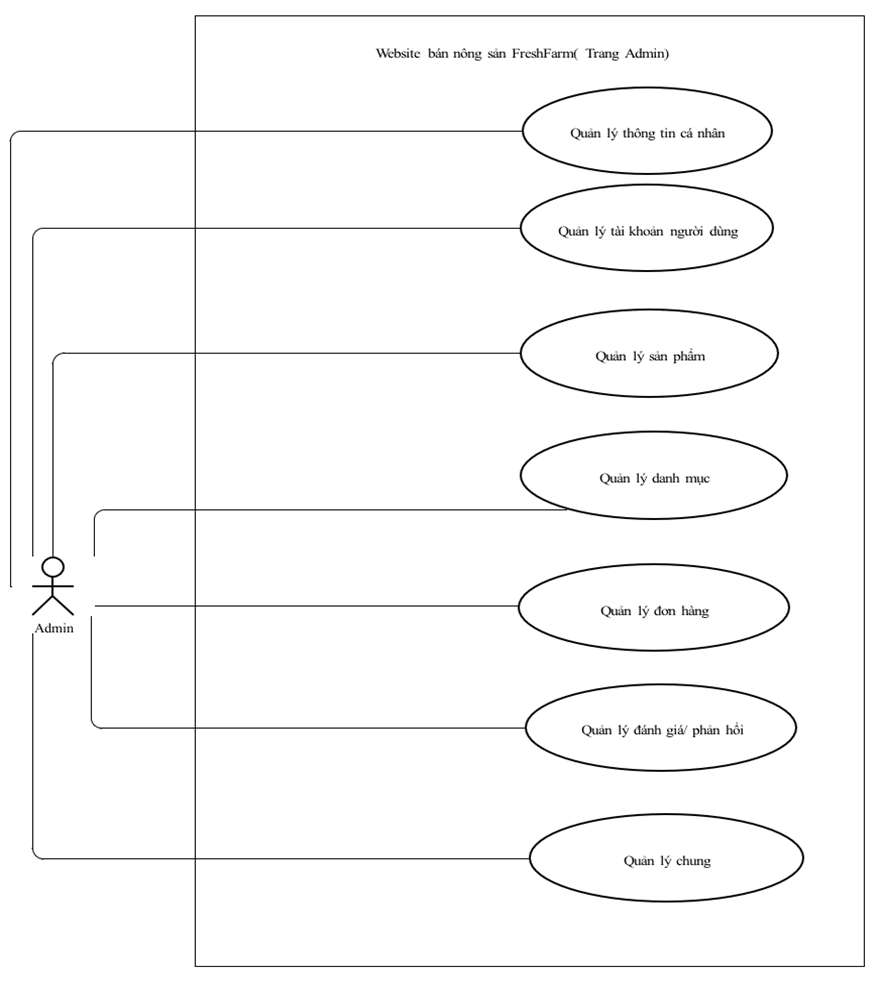 Website bán nông sản FreshFarm( Trang Admin)
Quản lý thông tin cá nhân
Quản lý tài khoản người dùng
Quản lý sản phẩm
Quản lý danh mục
Quản lý đơn hàng
Admin
Quản lý đánh giá/ phản hồi
Quản lý chung